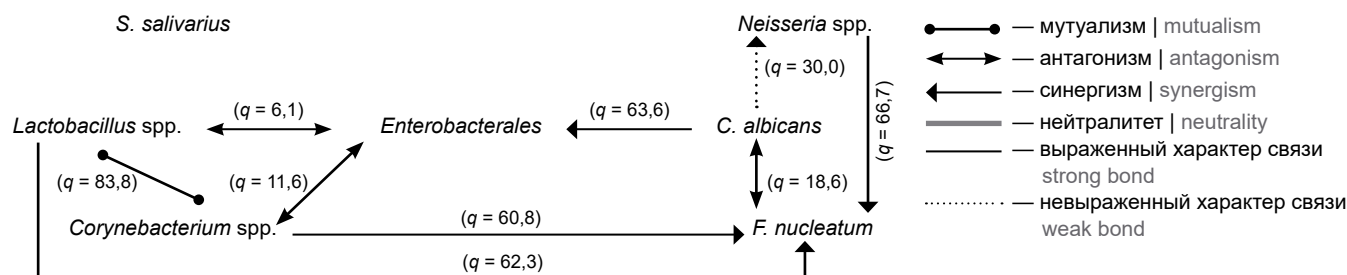 S. salivarius
Neisseria spp.
(q = 30,0)
(q = 66,7)
(q = 6,1)
(q = 63,6)
Lactobacillus spp.
Enterobacterales
C. albicans
(q = 83,8)
(q = 11,6)
(q = 18,6)
Corynebacterium spp.
(q = 60,8)
F. nucleatum
(q = 62,3)
— мутуализм | mutualism
— антагонизм | antagonism
— синергизм | synergism
— нейтралитет | neutrality
— выраженный характер связи
strong bond
— невыраженный характер связи
weak bond